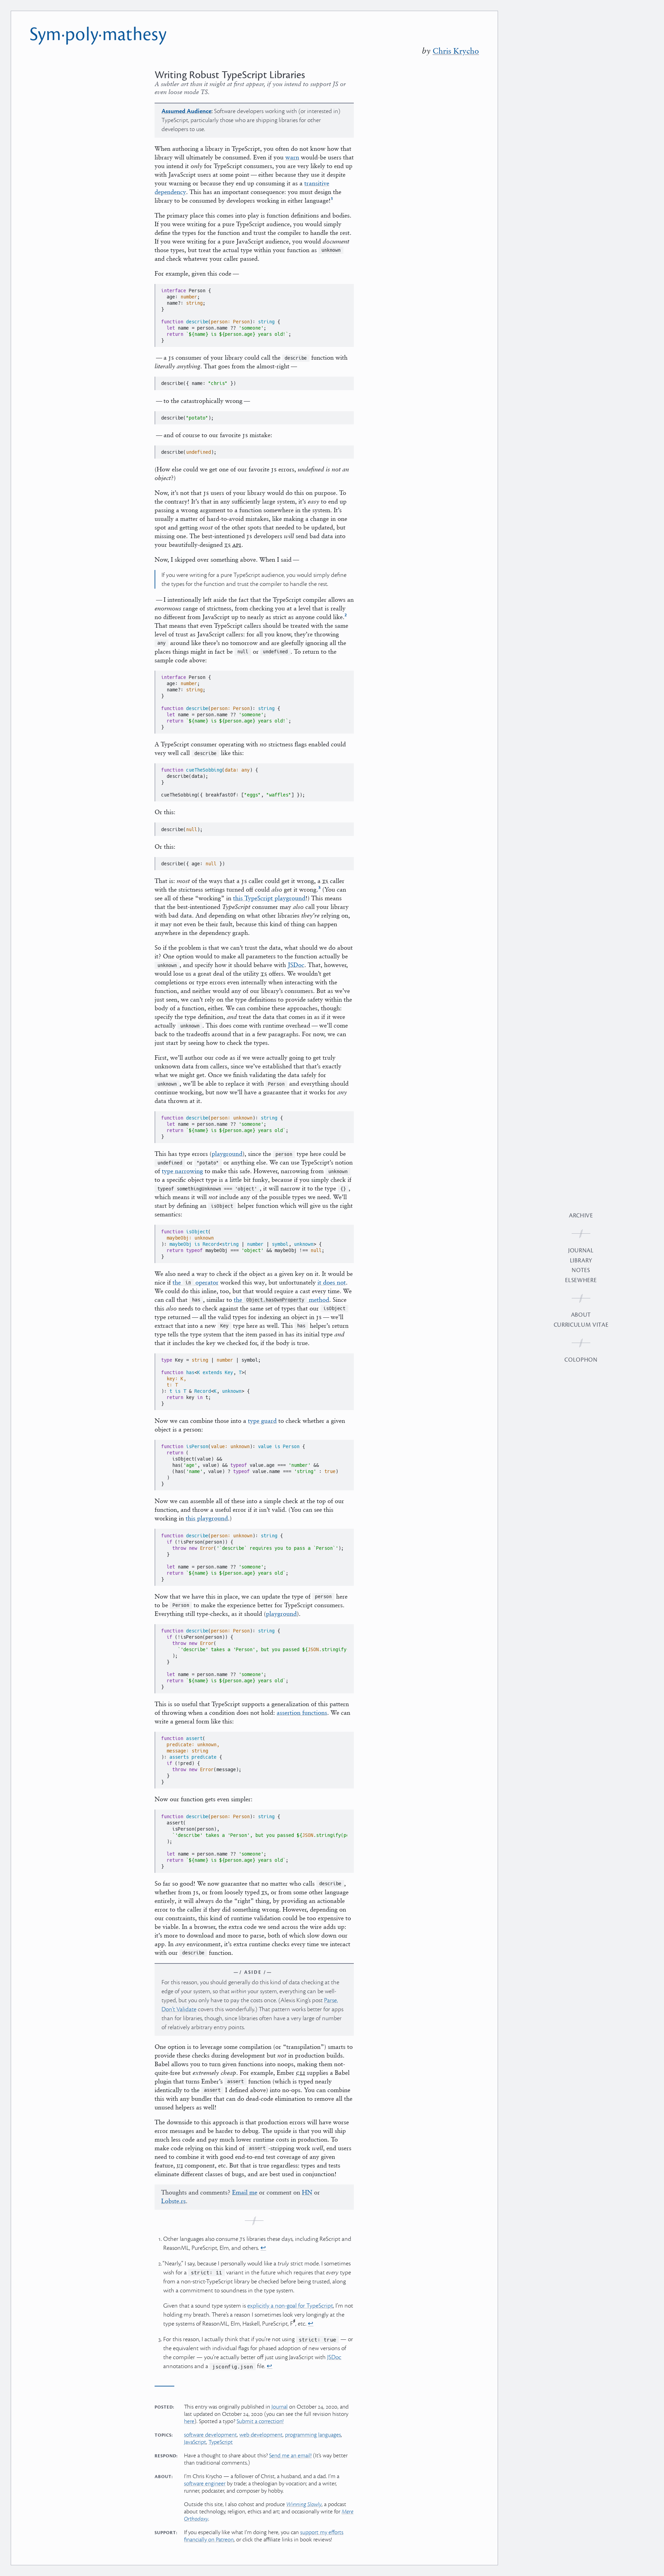 Sym·poly·mathesy
by Chris Krycho
Writing Robust TypeScript Libraries
A subtler art than it might at first appear, if you intend to support JS or
even loose mode TS.
Assumed Audience: Software developers working with (or interested in)
TypeScript, particularly those who are shipping libraries for other
developers to use.
When authoring a library in TypeScript, you often do not know how that
library will ultimately be consumed. Even if you warn would-be users that
you intend it only for TypeScript consumers, you are very likely to end up
with JavaScript users at some point — either because they use it despite
your warning or because they end up consuming it as a transitive
dependency. This has an important consequence: you must design the
library to be consumed by developers working in either language!1
The primary place this comes into play is function definitions and bodies.
If you were writing for a pure TypeScript audience, you would simply
define the types for the function and trust the compiler to handle the rest.
If you were writing for a pure JavaScript audience, you would document
those types, but treat the actual type within your function as unknown
and check whatever your caller passed.
For example, given this code —
interface Person {
  age: number;
  name?: string;
}
function describe(person: Person): string {
  let name = person.name ?? 'someone';
  return `${name} is ${person.age} years old!`;
}
— a JS consumer of your library could call the describe function with
literally anything. That goes from the almost-right —
describe({ name: "chris" })
— to the catastrophically wrong —
describe("potato");
— and of course to our favorite JS mistake:
describe(undefined);
(How else could we get one of our favorite JS errors, undefined is not an
object?)
Now, it's not that JS users of your library would do this on purpose. To
the contrary! It's that in any sufficiently large system, it's easy to end up
passing a wrong argument to a function somewhere in the system. It's
usually a matter of hard-to-avoid mistakes, like making a change in one
spot and getting most of the other spots that needed to be updated, but
missing one. The best-intentioned JS developers will send bad data into
your beautifully-designed TS API.
Now, I skipped over something above. When I said —
If you were writing for a pure TypeScript audience, you would simply define
the types for the function and trust the compiler to handle the rest.
— I intentionally left aside the fact that the TypeScript compiler allows an
enormous range of strictness, from checking you at a level that is really
no different from JavaScript up to nearly as strict as anyone could like.2
That means that even TypeScript callers should be treated with the same
level of trust as JavaScript callers: for all you know, they're throwing
any around like there's no tomorrow and are gleefully ignoring all the
places things might in fact be null or undefined. To return to the
sample code above:
interface Person {
  age: number;
  name?: string;
}
function describe(person: Person): string {
  let name = person.name ?? 'someone';
  return `${name} is ${person.age} years old!`;
}
A TypeScript consumer operating with no strictness flags enabled could
very well call describe like this:
function cueTheSobbing(data: any) {
  describe(data);
}
cueTheSobbing({ breakfastOf: ["eggs", "waffles"] });
Or this:
describe(null);
Or this:
describe({ age: null })
That is: most of the ways that a JS caller could get it wrong, a TS caller
with the strictness settings turned off could also get it wrong.3 (You can
see all of these "working" in this TypeScript playground!) This means
that the best-intentioned TypeScript consumer may also call your library
with bad data. And depending on what other libraries they're relying on,
it may not even be their fault, because this kind of thing can happen
anywhere in the dependency graph.
So if the problem is that we can't trust the data, what should we do about
it? One option would to make all parameters to the function actually be
unknown, and specify how it should behave with JSDoc. That, however,
would lose us a great deal of the utility TS offers. We wouldn't get
completions or type errors even internally when interacting with the
function, and neither would any of our library's consumers. But as we've
just seen, we can't rely on the type definitions to provide safety within the
body of a function, either. We can combine these approaches, though:
specify the type definition, and treat the data that comes in as if it were
actually unknown. This does come with runtime overhead — we'll come
back to the tradeoffs around that in a few paragraphs. For now, we can
just start by seeing how to check the types.
First, we'll author our code as if we were actually going to get truly
unknown data from callers, since we've established that that's exactly
what we might get. Once we finish validating the data safely for
unknown, we'll be able to replace it with Person and everything should
continue working, but now we'll have a guarantee that it works for any
data thrown at it.
function describe(person: unknown): string {
  let name = person.name ?? 'someone';
  return `${name} is ${person.age} years old`;
}
This has type errors (playground), since the person type here could be
undefined or "potato" or anything else. We can use TypeScript's notion
of type narrowing to make this safe. However, narrowing from unknown
to a specific object type is a little bit funky, because if you simply check if
typeof somethingUnknown === 'object', it will narrow it to the type {},
which means it will not include any of the possible types we need. We'll
start by defining an isObject helper function which will give us the right
semantics:
function isObject(
  maybeObj: unknown
): maybeObj is Record<string | number | symbol, unknown> {
  return typeof maybeObj === 'object' && maybeObj !== null;
}
We also need a way to check if the object as a given key on it. It would be
nice if the in operator worked this way, but unfortunately it does not.
We could do this inline, too, but that would require a cast every time. We
can call that has, similar to the Object.hasOwnProperty method. Since
this also needs to check against the same set of types that our isObject
type returned — all the valid types for indexing an object in JS — we'll
extract that into a new Key type here as well. This has helper's return
type tells the type system that the item passed in has its initial type and
that it includes the key we checked for, if the body is true.
type Key = string | number | symbol;
function has<K extends Key, T>(
  key: K,
  t: T
): t is T & Record<K, unknown> {
  return key in t;
}
Now we can combine those into a type guard to check whether a given
object is a person:
function isPerson(value: unknown): value is Person {
  return (
    isObject(value) &&
    has('age', value) && typeof value.age === 'number' &&
    (has('name', value) ? typeof value.name === 'string' : true)
  )
}
Now we can assemble all of these into a simple check at the top of our
function, and throw a useful error if it isn't valid. (You can see this
working in this playground.)
function describe(person: unknown): string {
  if (!isPerson(person)) {
    throw new Error('`describe` requires you to pass a `Person`');
  }
  let name = person.name ?? 'someone';
  return `${name} is ${person.age} years old`;
}
Now that we have this in place, we can update the type of person here
to be Person to make the experience better for TypeScript consumers.
Everything still type-checks, as it should (playground).
function describe(person: Person): string {
  if (!isPerson(person)) {
    throw new Error(
      `'describe' takes a 'Person', but you passed ${JSON.stringify
    );
  }
  let name = person.name ?? 'someone';
  return `${name} is ${person.age} years old`;
}
This is so useful that TypeScript supports a generalization of this pattern
of throwing when a condition does not hold: assertion functions. We can
write a general form like this:
function assert(
  predicate: unknown,
  message: string
): asserts predicate {
  if (!pred) {
    throw new Error(message);
  }
}
Now our function gets even simpler:
function describe(person: Person): string {
  assert(
    isPerson(person),
    `'describe' takes a 'Person', but you passed ${JSON.stringify(p
  );
  let name = person.name ?? 'someone';
  return `${name} is ${person.age} years old`;
}
So far so good! We now guarantee that no matter who calls describe,
whether from JS, or from loosely typed TS, or from some other language
entirely, it will always do the "right" thing, by providing an actionable
error to the caller if they did something wrong. However, depending on
our constraints, this kind of runtime validation could be too expensive to
be viable. In a browser, the extra code we send across the wire adds up:
it's more to download and more to parse, both of which slow down our
app. In any environment, it's extra runtime checks every time we interact
with our describe function.
—/ ASIDE /—
For this reason, you should generally do this kind of data checking at the
edge of your system, so that within your system, everything can be well-
typed, but you only have to pay the costs once. (Alexis King's post Parse,
Don't Validate covers this wonderfully.) That pattern works better for apps
than for libraries, though, since libraries often have a very large of number
of relatively arbitrary entry points.
One option is to leverage some compilation (or "transpilation") smarts to
provide these checks during development but not in production builds.
Babel allows you to turn given functions into noops, making them not-
quite-free but extremely cheap. For example, Ember CLI supplies a Babel
plugin that turns Ember's assert function (which is typed nearly
identically to the assert I defined above) into no-ops. You can combine
this with any bundler that can do dead-code elimination to remove all the
unused helpers as well!
The downside to this approach is that production errors will have worse
error messages and be harder to debug. The upside is that you will ship
much less code and pay much lower runtime costs in production. To
make code relying on this kind of assert-stripping work well, end users
need to combine it with good end-to-end test coverage of any given
feature, UI component, etc. But that is true regardless: types and tests
eliminate different classes of bugs, and are best used in conjunction!
Thoughts and comments? Email me or comment on HN or
Lobste.rs.
1. Other languages also consume JS libraries these days, including ReScript and
ReasonML, PureScript, Elm, and others. ↩
2. "Nearly," I say, because I personally would like a truly strict mode. I sometimes
wish for a strict: 11 variant in the future which requires that every type
from a non-strict-TypeScript library be checked before being trusted, along
with a commitment to soundness in the type system.
Given that a sound type system is explicitly a non-goal for TypeScript, I'm not
holding my breath. There's a reason I sometimes look very longingly at the
type systems of ReasonML, Elm, Haskell, PureScript, F#, etc. ↩
3. For this reason, I actually think that if you're not using strict: true — or
the equivalent with individual flags for phased adoption of new versions of
the compiler — you're actually better off just using JavaScript with JSDoc
annotations and a jsconfig.json file. ↩
POSTED: This entry was originally published in Journal on October 24, 2020, and
last updated on October 24, 2020 (you can see the full revision history
here). Spotted a typo? Submit a correction!
TOPICS: software development, web development, programming languages,
JavaScript, TypeScript
RESPOND: Have a thought to share about this? Send me an email! (It's way better
than traditional comments.)
ABOUT: I'm Chris Krycho — a follower of Christ, a husband, and a dad. I'm a
software engineer by trade; a theologian by vocation; and a writer,
runner, podcaster, and composer by hobby.
Outside this site, I also cohost and produce Winning Slowly, a podcast
about technology, religion, ethics and art; and occasionally write for Mere
Orthodoxy.
SUPPORT: If you especially like what I'm doing here, you can support my efforts
financially on Patreon, or click the affiliate links in book reviews!
ARCHIVE
JOURNAL
LIBRARY
NOTES
ELSEWHERE
ABOUT
CURRICULUM VITAE
COLOPHON